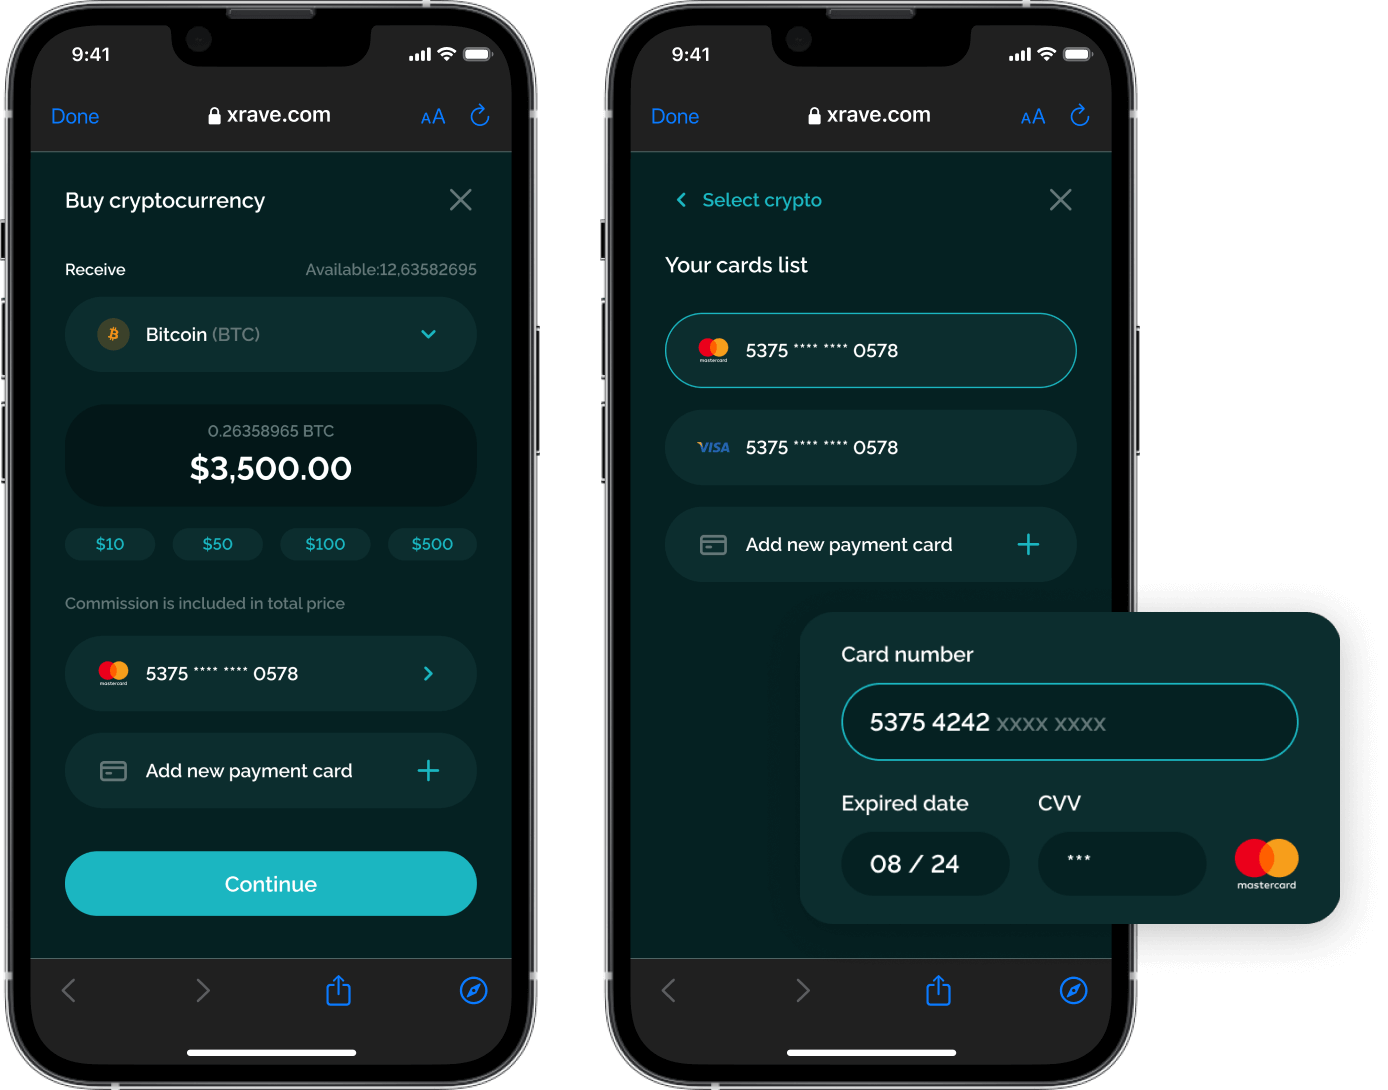 9:41
Done
xrave.com
AA
Buy cryptocurrency
Receive
Available:12,63582695
Bitcoin (BTC)
0.26358965 BTC
$3,500.00
$10 $50 $100 $500
Commission is included in total price
mastercard
5375 **** **** 0578
Add new payment card
Continue
9:41
Done
xrave.com
AA
Select crypto
Your cards list
mastercard
5375 **** **** 0578
VISA
5375 **** **** 0578
Add new payment card
Card number
5375 4242 xxxx xxxx
Expired date
CVV
08 / 24
***
mastercard